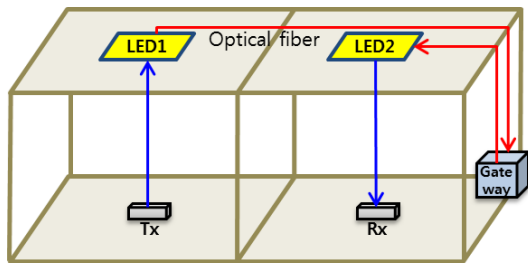 LED1
Optical fiber
LED2
Gate
way
Tx
Rx